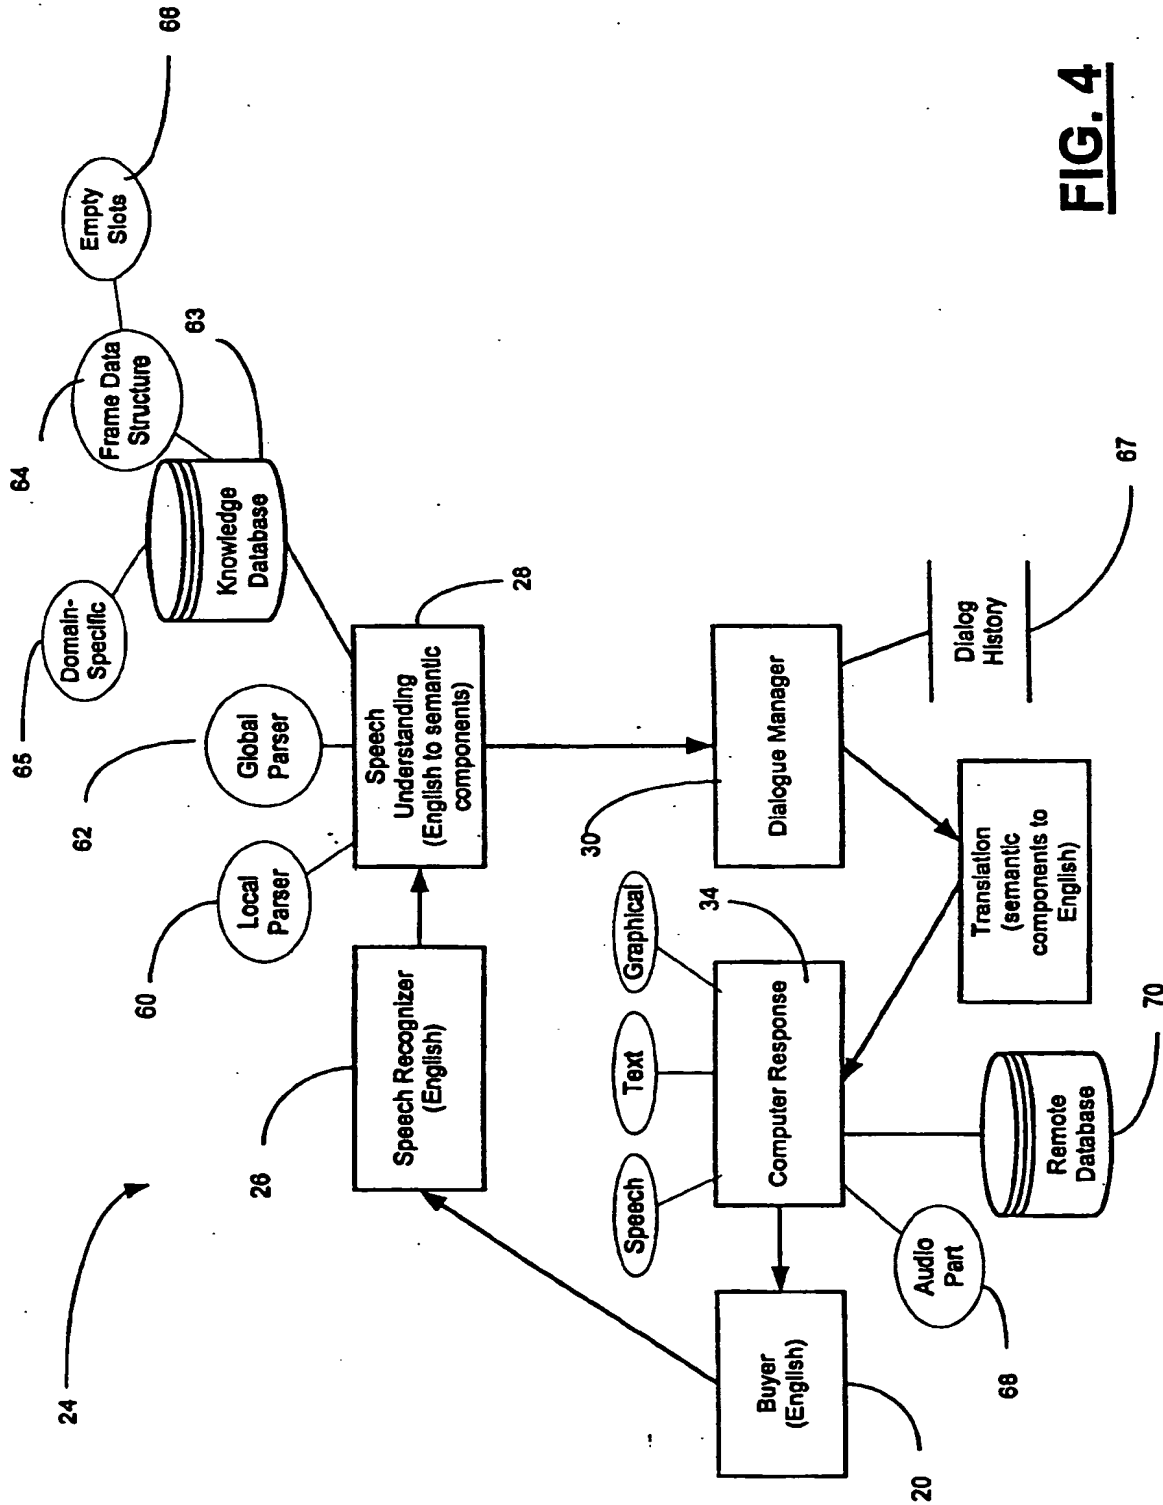 24
65
64
66
62
60
26
63
Domain-
Specific
Frame Data
Structure
Empty
Slots
Knowledge
Database
Global
Parser
Local
Parser
Speech Recognizer
(English)
Speech
Understanding
(English to semantic
components)
28
30
34
Speech
Text
Graphical
Buyer
(English)
Computer Response
Dialogue Manager
20
Audio
Part
68
Remote
Database
70
Translation
(semantic
components to
English)
Dialog
History
67
FIG. 4